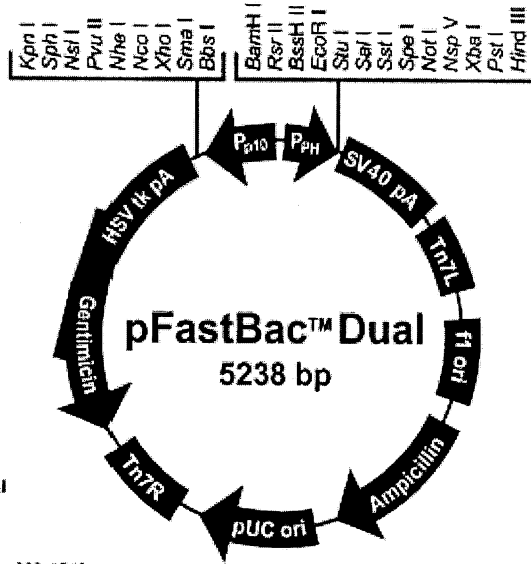 Kpn I
Sph I
Nsl I
Pvu II
Nhe I
Nco I
Xho I
Sma I
Bbs I
BamH I
Rsr II
BssH II
EcoR I
Stu I
Sal I
Sst I
Spe I
Not I
Nsp V
Xba I
Pst I
Hind III
Pp10
PPH
HSV tk pA
SV40 pA
Tn7L
Gentimicin
pFastBac™ Dual
5238 bp
f1 ori
Ampicillin
Tn7R
pUC ori